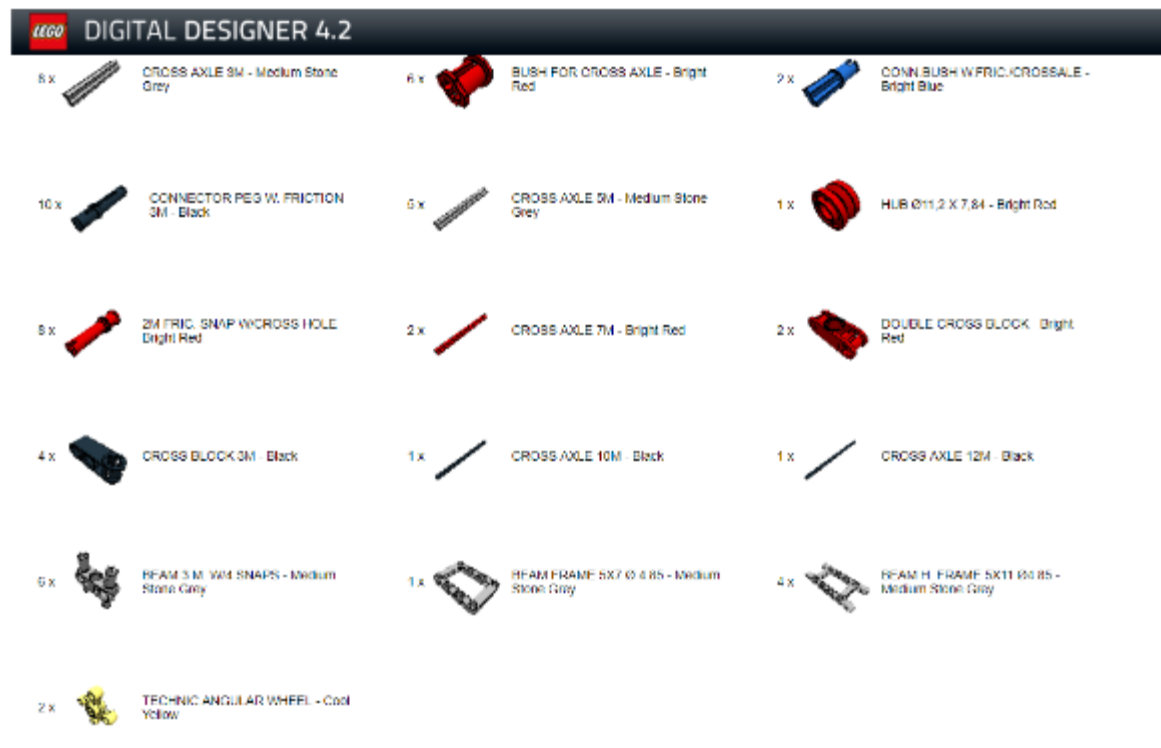 LEGO DIGITAL DESIGNER 4.2
CROSS AXLE 3M - Medium Stone
Grey
6 x
BUSH FOR CROSS AXLE - Bright
Red
2 x
CONN.BUSH W.FRIC./CROSSALE -
Bright Blue
10 x
CONNECTOR PEG W. FRICTION
3M - Black
5 x
CROSS AXLE 5M - Medium Stone
Grey
1 x
HUB Ø11,2 X 7,84 - Bright Red
8 x
2M FRIC. SNAP W/CROSS HOLE
Bright Red
2 x
CROSS AXLE 7M - Bright Red
2 x
DOUBLE CROSS BLOCK - Bright
Red
4 x
CROSS BLOCK 3M - Black
1 x
CROSS AXLE 10M - Black
1 x
CROSS AXLE 12M - Black
6 x
BEAM 3 M. W/4 SNAPS - Medium
Stone Grey
1 x
BEAM FRAME 5X7 Ø 4.85 - Medium
Stone Grey
4 x
BEAM H. FRAME 5X11 Ø4.85 -
Medium Stone Grey
2 x
TECHNIC ANGULAR WHEEL - Cool
Yellow